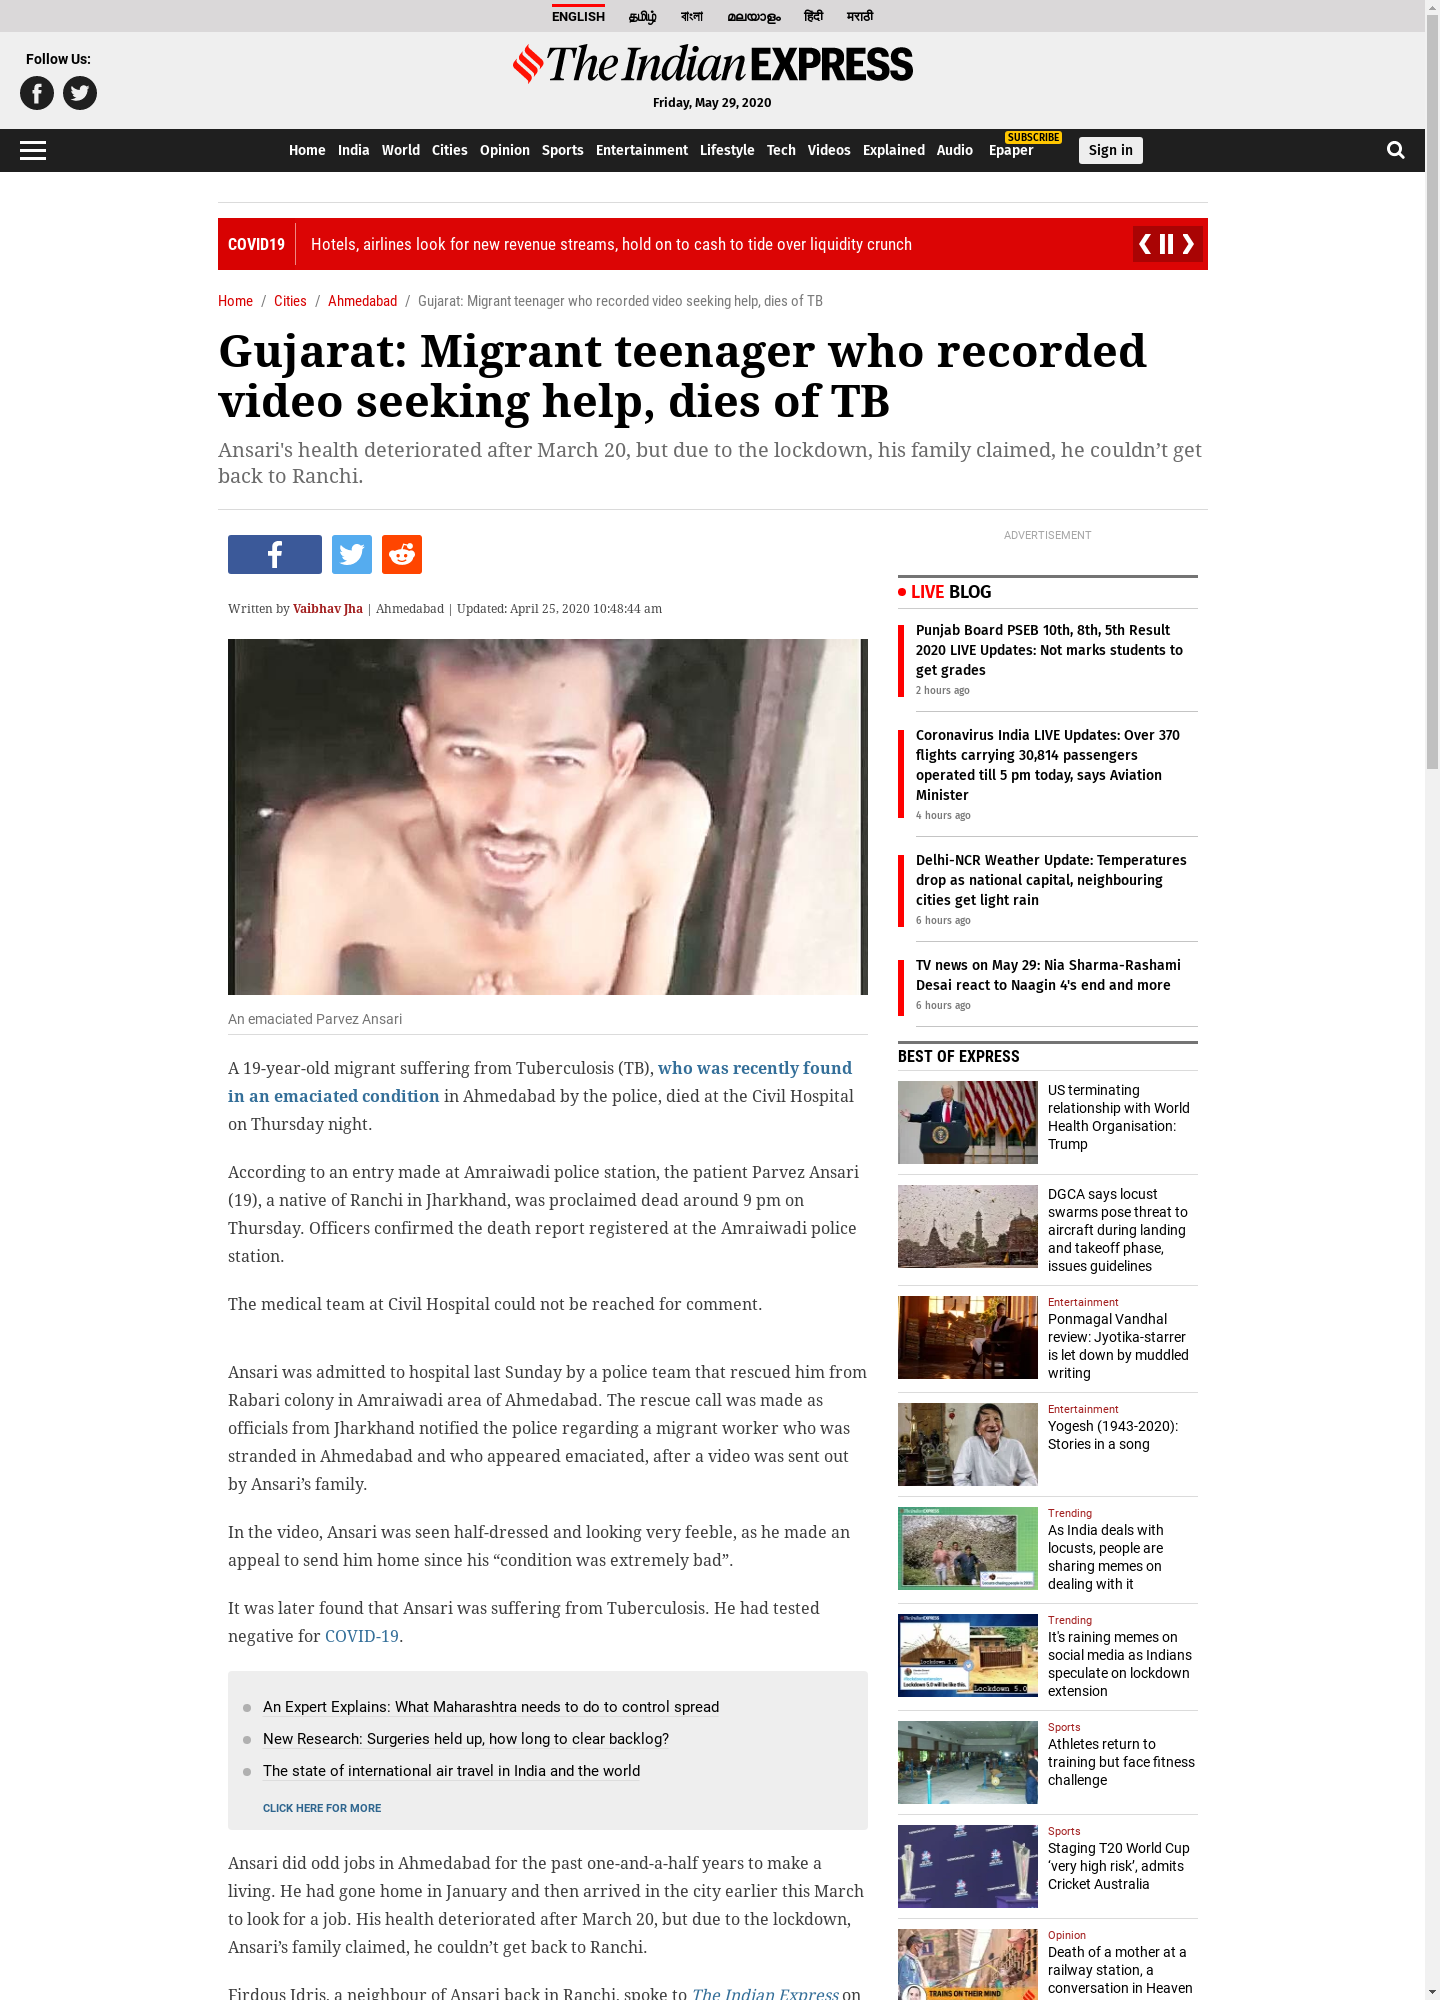 ENGLISH தமிழ் বাংলা മലയാളം हिंदी मराठी
Follow Us:
The Indian EXPRESS
Friday, May 29, 2020
Home India World Cities Opinion Sports Entertainment Lifestyle Tech Videos Explained Audio Epaper SUBSCRIBE Sign in
COVID19 Hotels, airlines look for new revenue streams, hold on to cash to tide over liquidity crunch
Home / Cities / Ahmedabad / Gujarat: Migrant teenager who recorded video seeking help, dies of TB
Gujarat: Migrant teenager who recorded
video seeking help, dies of TB
Ansari's health deteriorated after March 20, but due to the lockdown, his family claimed, he couldn’t get
back to Ranchi.
Written by Vaibhav Jha | Ahmedabad | Updated: April 25, 2020 10:48:44 am
An emaciated Parvez Ansari
A 19-year-old migrant suffering from Tuberculosis (TB), who was recently found
in an emaciated condition in Ahmedabad by the police, died at the Civil Hospital
on Thursday night.
According to an entry made at Amraiwadi police station, the patient Parvez Ansari
(19), a native of Ranchi in Jharkhand, was proclaimed dead around 9 pm on
Thursday. Officers confirmed the death report registered at the Amraiwadi police
station.
The medical team at Civil Hospital could not be reached for comment.
Ansari was admitted to hospital last Sunday by a police team that rescued him from
Rabari colony in Amraiwadi area of Ahmedabad. The rescue call was made as
officials from Jharkhand notified the police regarding a migrant worker who was
stranded in Ahmedabad and who appeared emaciated, after a video was sent out
by Ansari’s family.
In the video, Ansari was seen half-dressed and looking very feeble, as he made an
appeal to send him home since his “condition was extremely bad”.
It was later found that Ansari was suffering from Tuberculosis. He had tested
negative for COVID-19.
An Expert Explains: What Maharashtra needs to do to control spread
New Research: Surgeries held up, how long to clear backlog?
The state of international air travel in India and the world
CLICK HERE FOR MORE
Ansari did odd jobs in Ahmedabad for the past one-and-a-half years to make a
living. He had gone home in January and then arrived in the city earlier this March
to look for a job. His health deteriorated after March 20, but due to the lockdown,
Ansari’s family claimed, he couldn’t get back to Ranchi.
Firdous Idris, a neighbour of Ansari back in Ranchi, spoke to The Indian Express on
ADVERTISEMENT
LIVE BLOG
Punjab Board PSEB 10th, 8th, 5th Result
2020 LIVE Updates: Not marks students to
get grades
2 hours ago
Coronavirus India LIVE Updates: Over 370
flights carrying 30,814 passengers
operated till 5 pm today, says Aviation
Minister
4 hours ago
Delhi-NCR Weather Update: Temperatures
drop as national capital, neighbouring
cities get light rain
6 hours ago
TV news on May 29: Nia Sharma-Rashami
Desai react to Naagin 4's end and more
6 hours ago
BEST OF EXPRESS
US terminating
relationship with World
Health Organisation:
Trump
DGCA says locust
swarms pose threat to
aircraft during landing
and takeoff phase,
issues guidelines
Entertainment
Ponmagal Vandhal
review: Jyotika-starrer
is let down by muddled
writing
Entertainment
Yogesh (1943-2020):
Stories in a song
Trending
As India deals with
locusts, people are
sharing memes on
dealing with it
Trending
It's raining memes on
social media as Indians
speculate on lockdown
extension
Lockdown 5.0
Sports
Athletes return to
training but face fitness
challenge
Sports
Staging T20 World Cup
‘very high risk’, admits
Cricket Australia
Opinion
Death of a mother at a
railway station, a
conversation in Heaven
TRAINS ON THEIR MIND